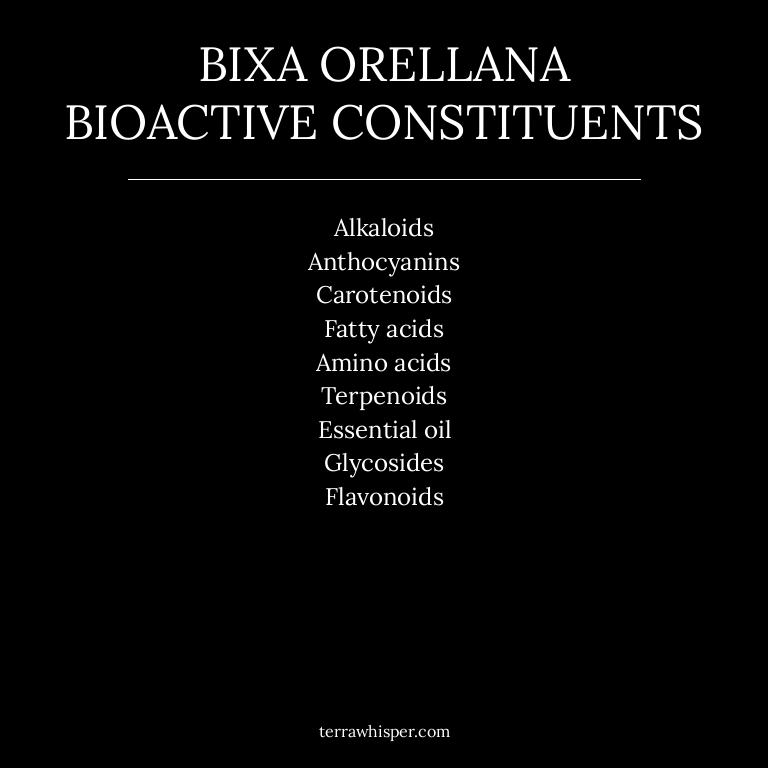 BIXA ORELLANA
BIOACTIVE CONSTITUENTS
Alkaloids
Anthocyanins
Carotenoids
Fatty acids
Amino acids
Terpenoids
Essential oil
Glycosides
Flavonoids
terrawhisper.com